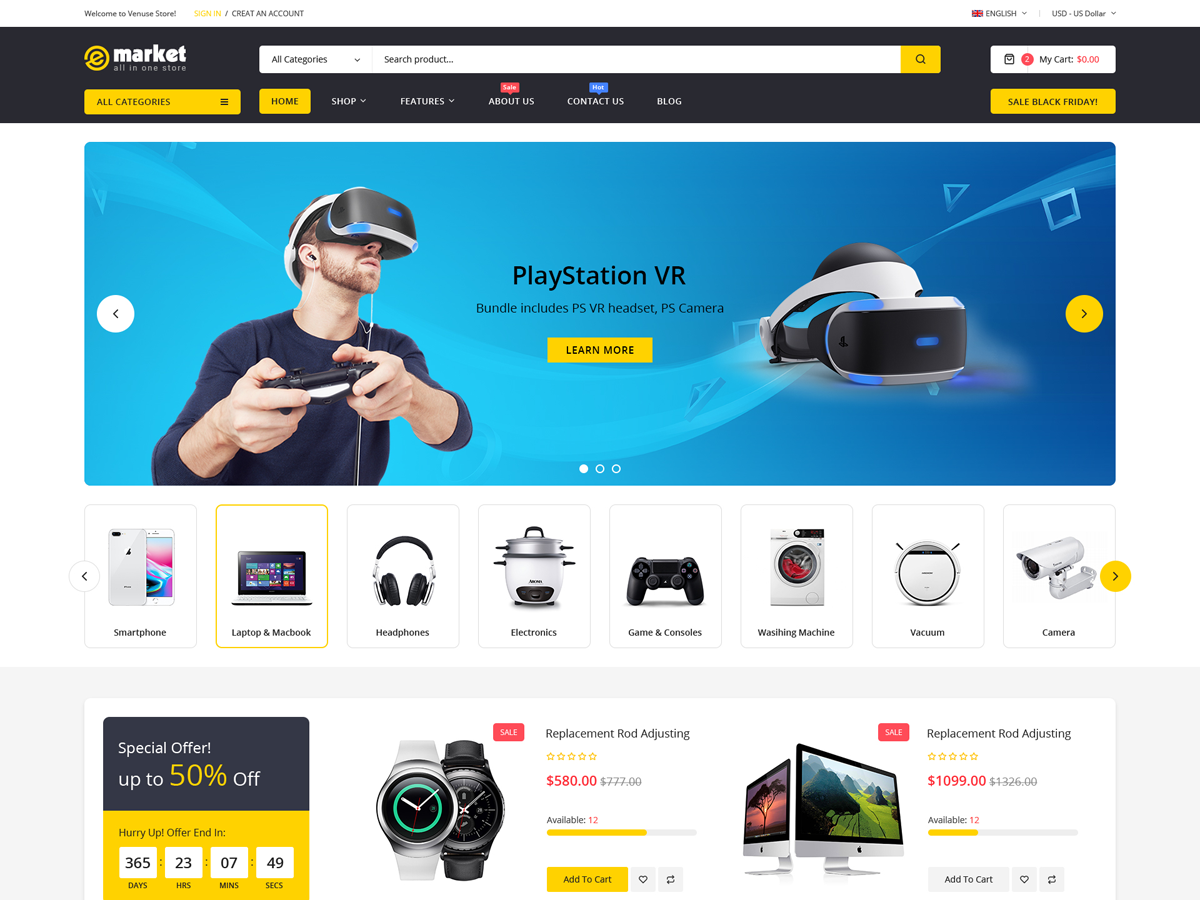 Welcome to Venuse Store! SIGN IN / CREAT AN ACCOUNT ENGLISH USD - US Dollar
e market
all in one store
All Categories Search product... 2 My Cart: $0.00
Sale Hot
ALL CATEGORIES HOME SHOP FEATURES ABOUT US CONTACT US BLOG SALE BLACK FRIDAY!
PlayStation VR
Bundle includes PS VR headset, PS Camera
LEARN MORE
Smartphone Laptop & Macbook Headphones Electronics Game & Consoles Wasihing Machine Vacuum Camera
Special Offer!
up to 50% Off
Hurry Up! Offer End In:
365 : 23 : 07 : 49
DAYS HRS MINS SECS
SALE
Replacement Rod Adjusting
$580.00 $777.00
Available: 12
Add To Cart
SALE
Replacement Rod Adjusting
$1099.00 $1326.00
Available: 12
Add To Cart